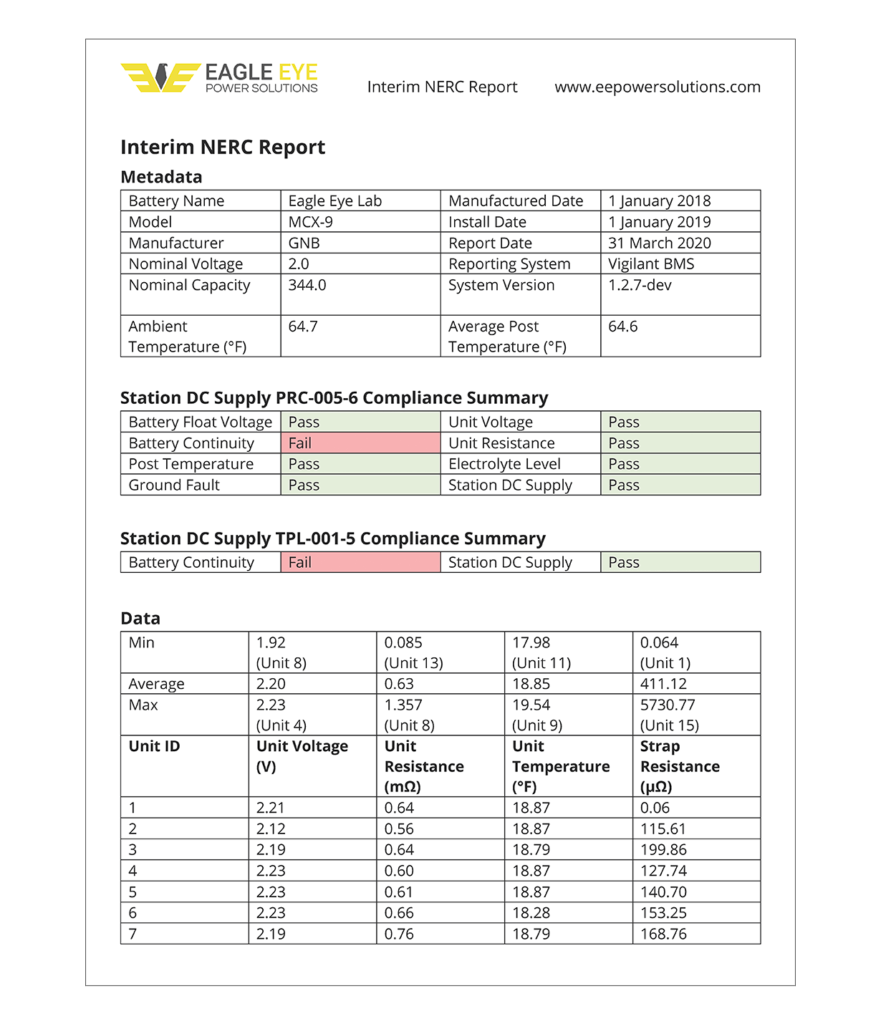 EAGLE EYE
POWER SOLUTIONS
Interim NERC Report www.eepowersolutions.com
Interim NERC Report
Metadata
Battery Name Eagle Eye Lab Manufactured Date 1 January 2018
Model MCX-9 Install Date 1 January 2019
Manufacturer GNB Report Date 31 March 2020
Nominal Voltage 2.0 Reporting System Vigilant BMS
Nominal Capacity 344.0 System Version 1.2.7-dev
Ambient 64.7 Average Post 64.6
Temperature (°F) Temperature (°F)
Station DC Supply PRC-005-6 Compliance Summary
Battery Float Voltage Pass Unit Voltage Pass
Battery Continuity Fail Unit Resistance Pass
Post Temperature Pass Electrolyte Level Pass
Ground Fault Pass Station DC Supply Pass
Station DC Supply TPL-001-5 Compliance Summary
Battery Continuity Fail Station DC Supply Pass
Data
Min 1.92 0.085 17.98 0.064
(Unit 8) (Unit 13) (Unit 11) (Unit 1)
Average 2.20 0.63 18.85 411.12
Max 2.23 1.357 19.54 5730.77
(Unit 4) (Unit 8) (Unit 9) (Unit 15)
Unit ID Unit Voltage Unit Unit Strap
(V) Resistance Temperature Resistance
(mΩ) (°F) (µΩ)
1 2.21 0.64 18.87 0.06
2 2.12 0.56 18.87 115.61
3 2.19 0.64 18.79 199.86
4 2.23 0.60 18.87 127.74
5 2.23 0.61 18.87 140.70
6 2.23 0.66 18.28 153.25
7 2.19 0.76 18.79 168.76